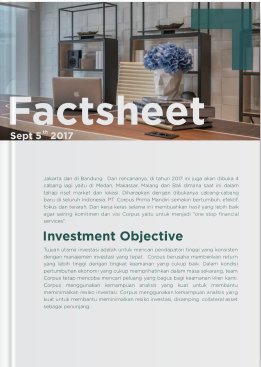 Factsheet
Sept 5th 2017
Jakarta dan di Bandung . Dan rencananya, di tahun 2017 ini juga akan dibuka 4
cabang lagi yaitu di Medan, Makassar, Malang dan Bali dimana saat ini dalam
tahap riset market dan lokasi. Diharapkan dengan dibukanya cabang-cabang
baru di seluruh Indonesia, PT. Corpus Prima Mandiri semakin bertumbuh, efektif,
fokus dan terarah. Dan kerja keras selama ini membuahkan hasil yang lebih baik
agar seiring komitmen dan visi Corpus yaitu untuk menjadi "one stop financial
services".
Investment Objective
Tujuan utama investasi adalah untuk mencari pendapatan tinggi yang konsisten
dengan manajemen investasi yang tepat. Corpus berusaha memberikan return
yang lebih tinggi dengan tingkat keamanan yang cukup baik. Dalam kondisi
pertumbuhan ekonomi yang cukup memprihatinkan dalam masa sekarang, team
Corpus tetap mencoba mencari peluang yang bagus bagi keamanan klien kami.
Corpus menggunakan kemampuan analisis yang kuat untuk membantu
meminimalkan resiko investasi. Corpus menggunakan kemampuan analisis yang
kuat untuk membantu meminimalkan resiko investasi, disamping collateral asset
sebagai penunjang.